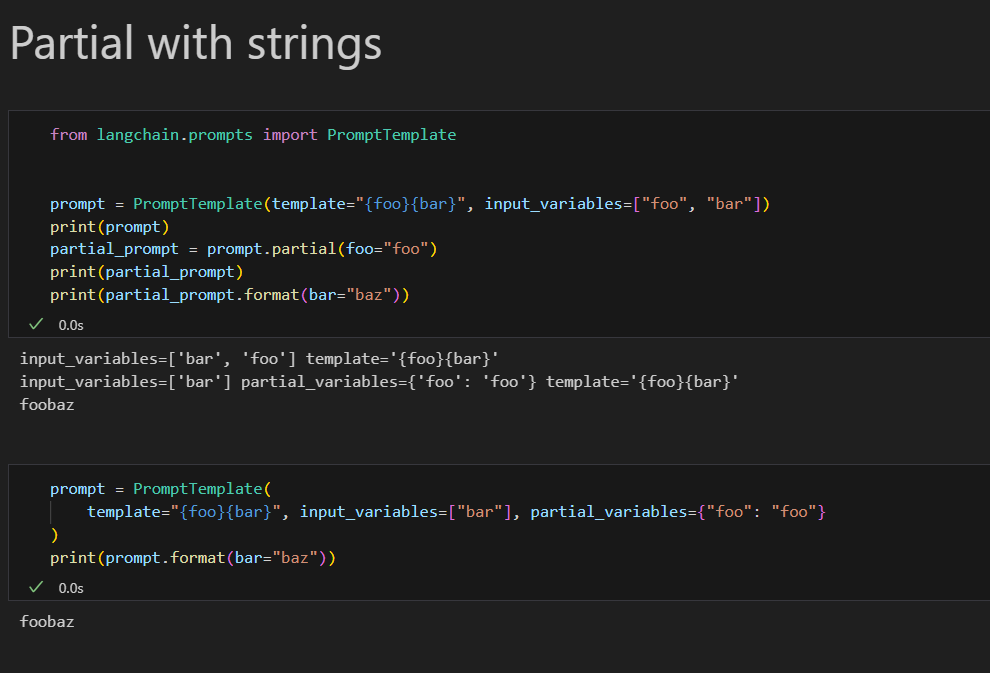 Partial with strings
from langchain.prompts import PromptTemplate
prompt = PromptTemplate(template="{foo}{bar}", input_variables=["foo", "bar"])
print(prompt)
partial_prompt = prompt.partial(foo="foo")
print(partial_prompt)
print(partial_prompt.format(bar="baz"))
0.0s
input_variables=['bar', 'foo'] template='{foo}{bar}'
input_variables=['bar'] partial_variables={'foo': 'foo'} template='{foo}{bar}'
foobaz
prompt = PromptTemplate(
    template="{foo}{bar}", input_variables=["bar"], partial_variables={"foo": "foo"}
)
print(prompt.format(bar="baz"))
0.0s
foobaz